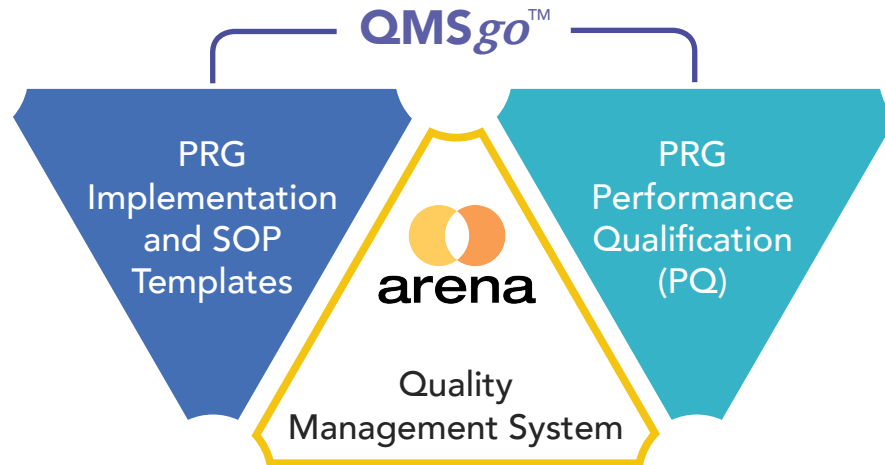 QMSgo™
PRG
Implementation
and SOP
Templates
arena
Quality
Management System
PRG
Performance
Qualification
(PQ)